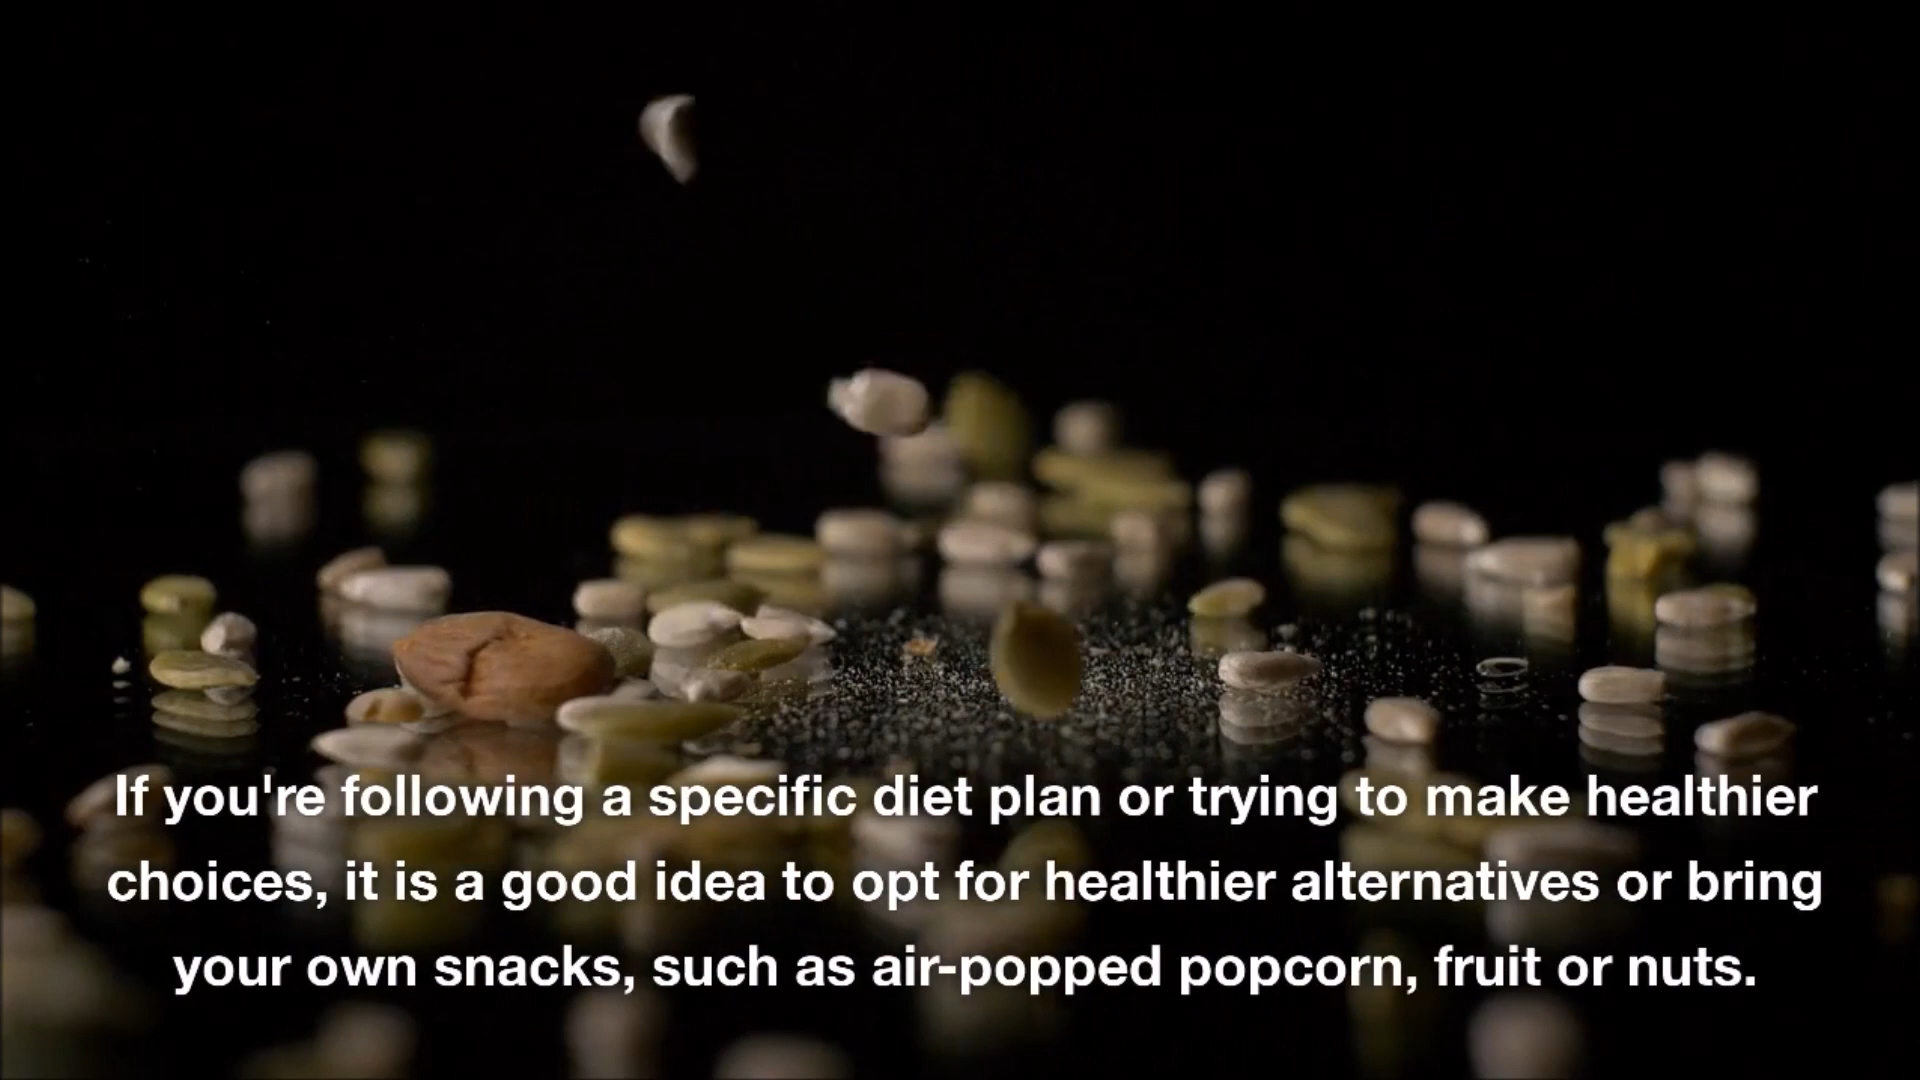 If you're following a specific diet plan or trying to make healthier
choices, it is a good idea to opt for healthier alternatives or bring
your own snacks, such as air-popped popcorn, fruit or nuts.